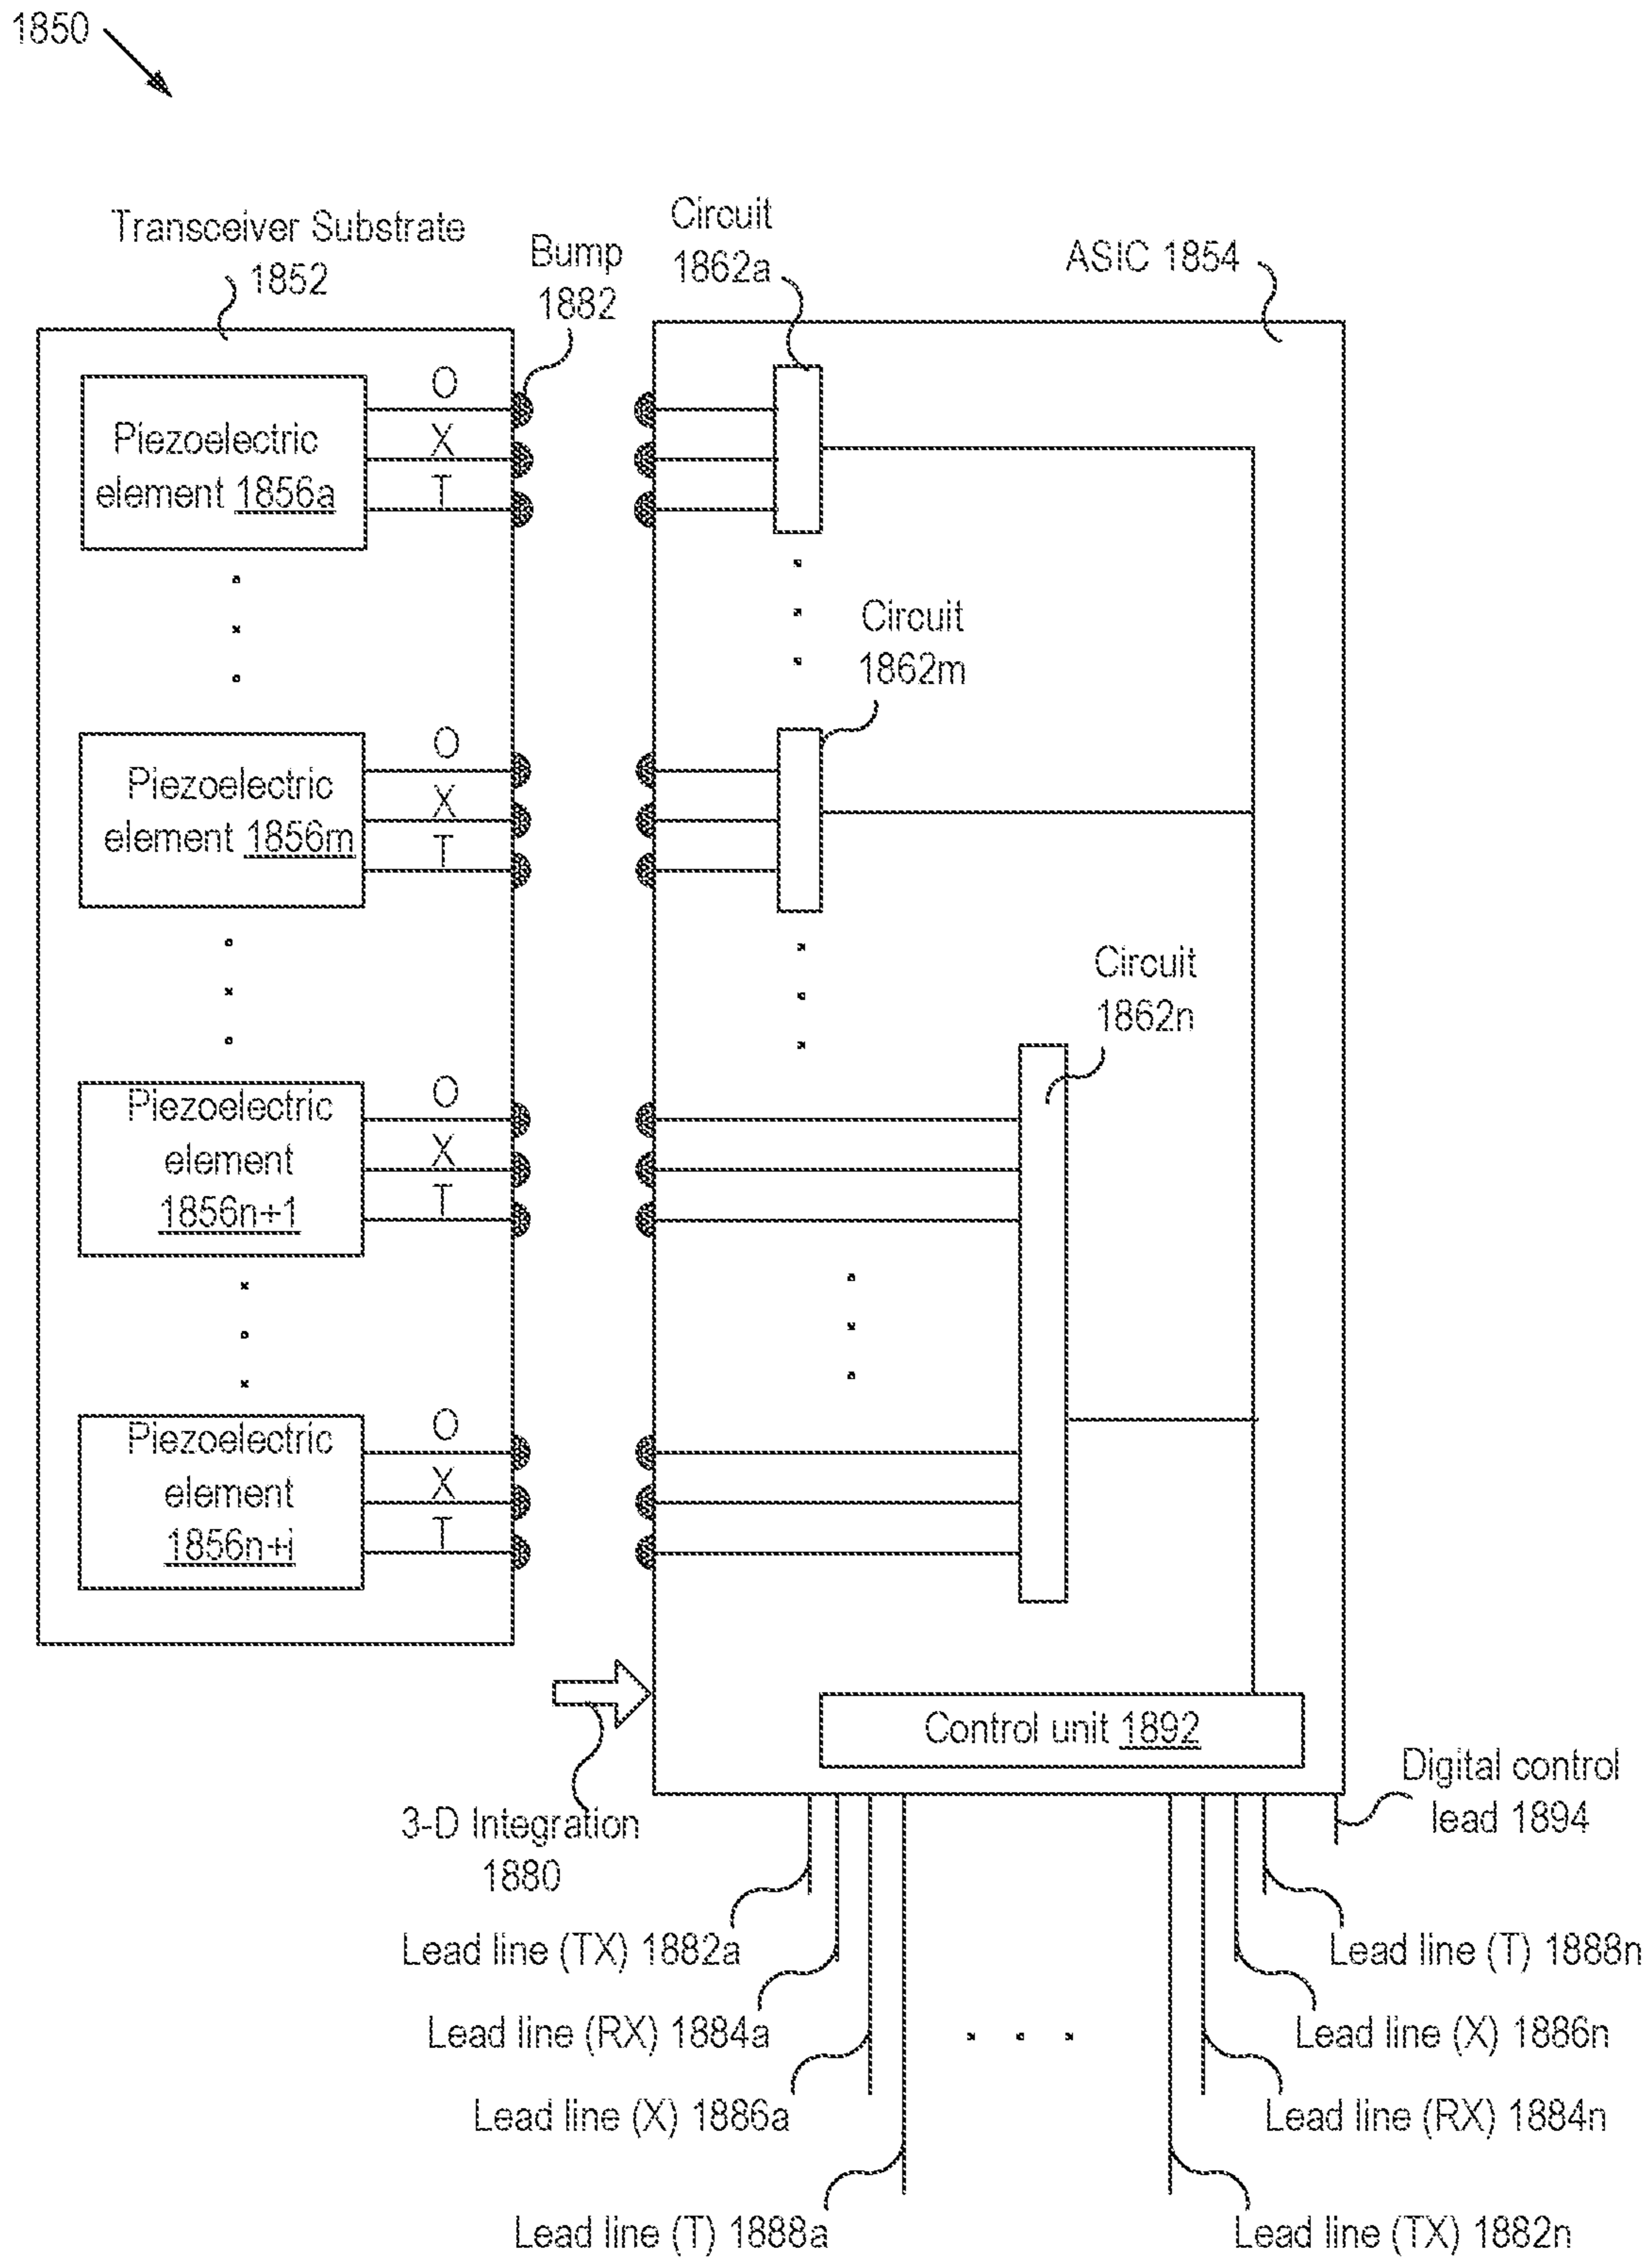 1850
Transceiver Substrate
1852
Bump
1882
Circuit
1862a
ASIC 1854
Piezoelectric
element 1856a
O
X
T
Circuit
1862m
Piezoelectric
element 1856m
O
X
T
Circuit
1862n
Piezoelectric
element
1856n+1
O
X
T
Piezoelectric
element
1856n+i
O
X
T
Control unit 1892
Digital control
lead 1894
3-D Integration
1880
Lead line (TX) 1882a
Lead line (T) 1888n
Lead line (RX) 1884a
Lead line (X) 1886n
Lead line (X) 1886a
Lead line (RX) 1884n
Lead line (T) 1888a
Lead line (TX) 1882n